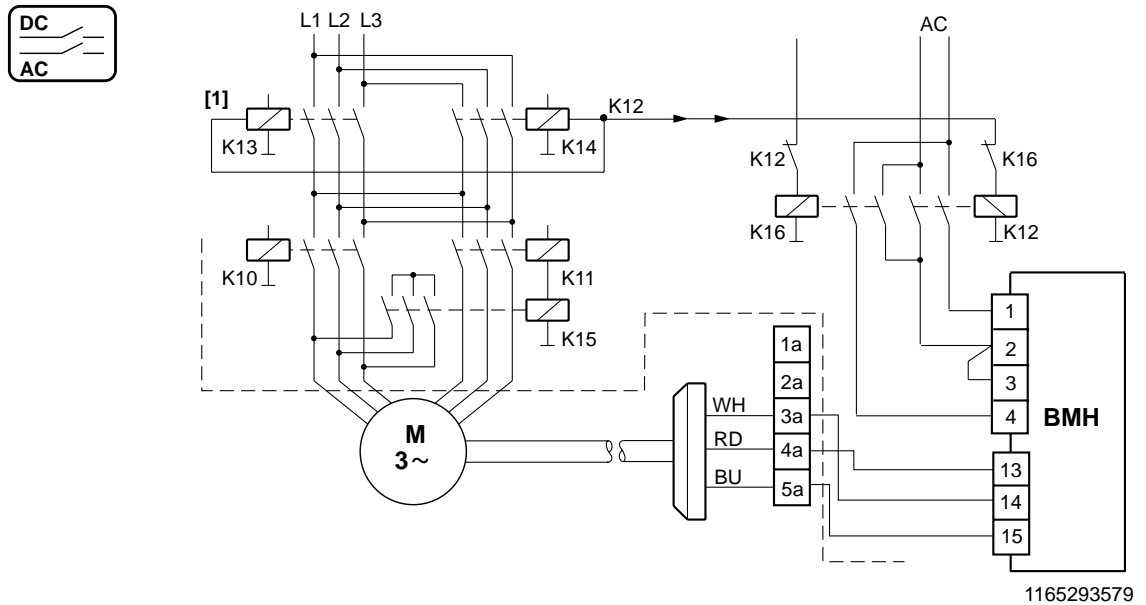 DC
AC
L1 L2 L3
AC
[1]
K13
K14
K12
K12
K16
K16
K12
K10
K11
K15
1
2
3
4
BMH
1a
2a
3a
4a
5a
WH
RD
BU
M
3~
13
14
15
1165293579